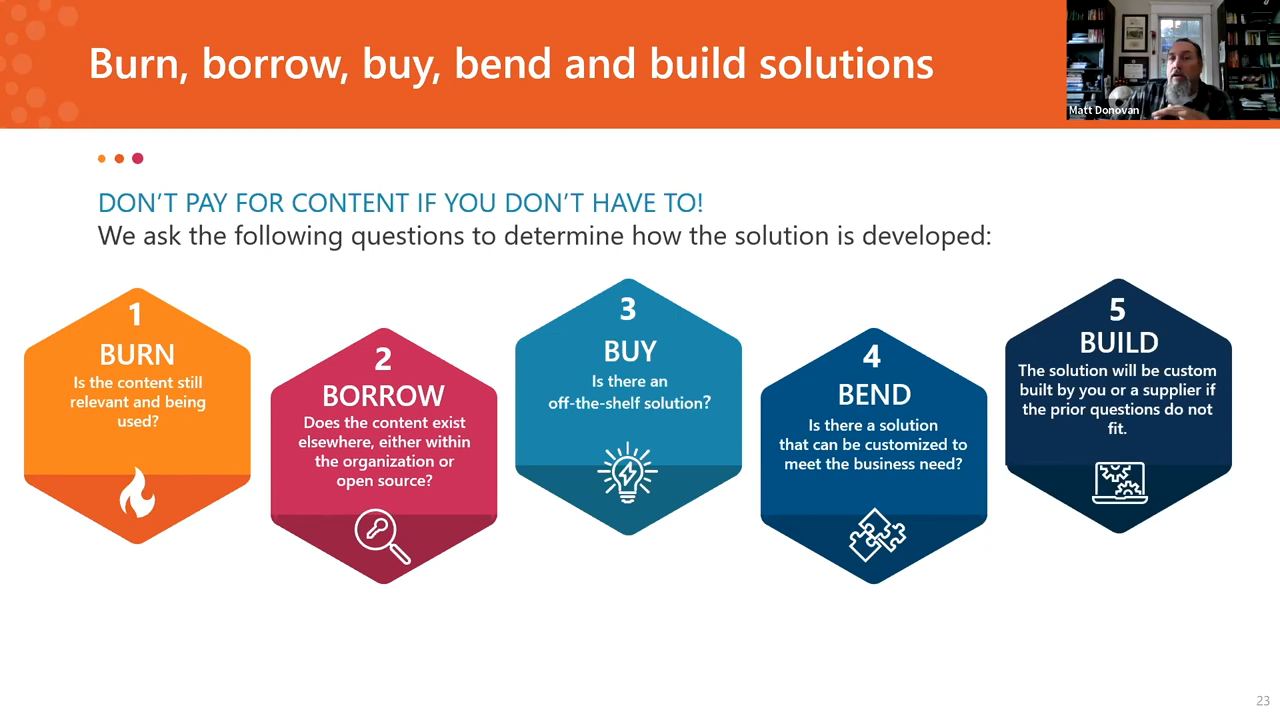 Burn, borrow, buy, bend and build solutions
Matt Donovan
DON'T PAY FOR CONTENT IF YOU DON'T HAVE TO!
We ask the following questions to determine how the solution is developed:
1
BURN
Is the content still
relevant and being
used?
2
BORROW
Does the content exist
elsewhere, either within
the organization or
open source?
3
BUY
Is there an
off-the-shelf solution?
4
BEND
Is there a solution
that can be customized to
meet the business need?
5
BUILD
The solution will be custom
built by you or a supplier if
the prior questions do not
fit.
23